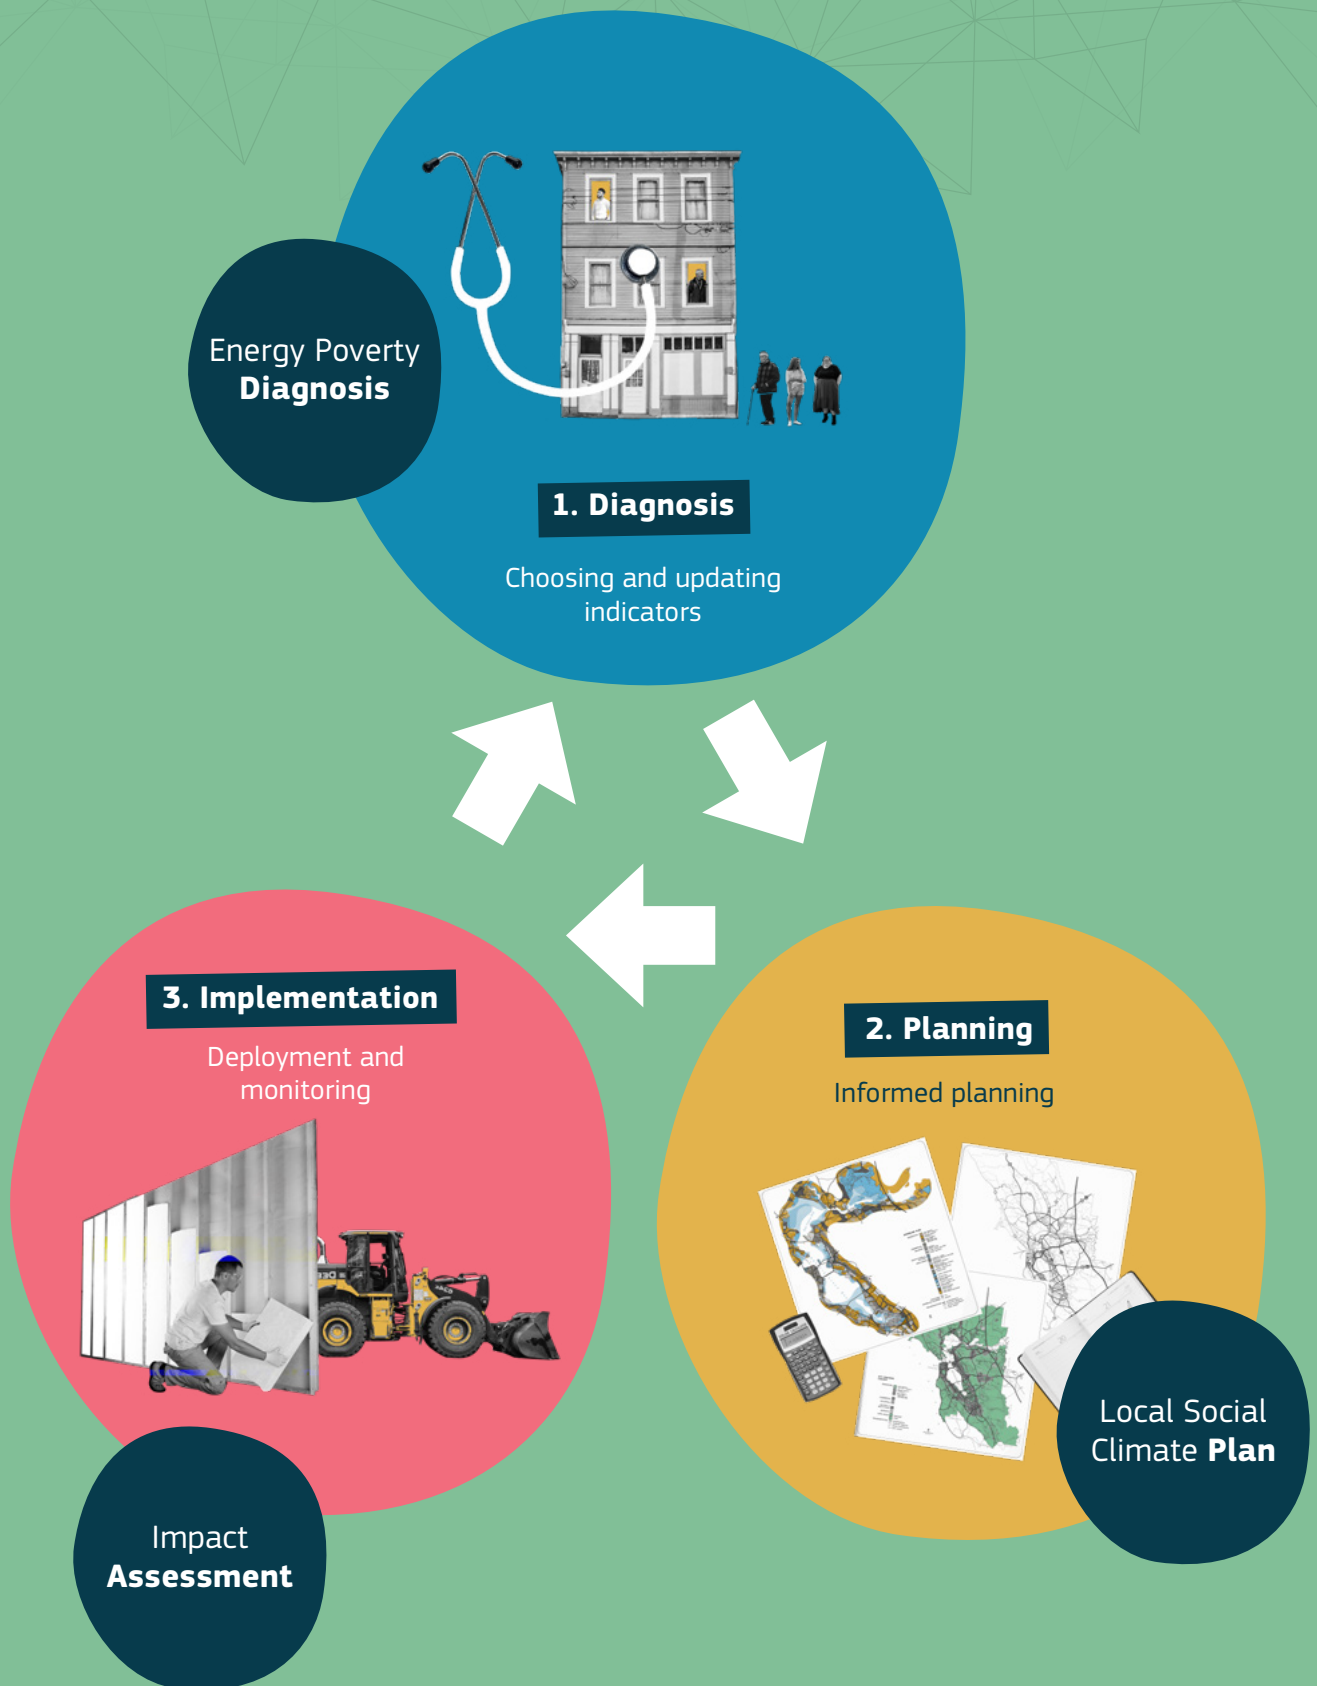 Energy Poverty
Diagnosis
1. Diagnosis
Choosing and updating
indicators
3. Implementation
Deployment and
monitoring
2. Planning
Informed planning
Local Social
Climate Plan
Impact
Assessment